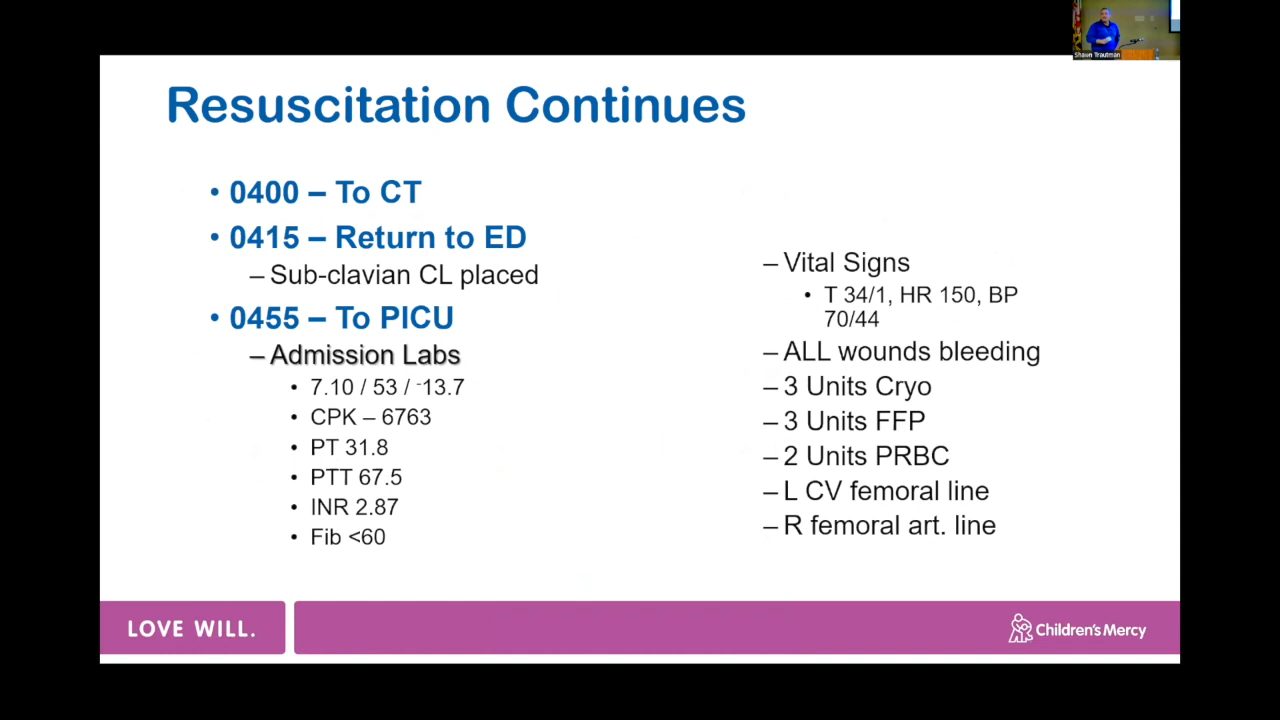 Shawn Trautman
Resuscitation Continues
• 0400 – To CT
• 0415 – Return to ED
– Sub-clavian CL placed
• 0455 – To PICU
– Admission Labs
• 7.10 / 53 / -13.7
• CPK – 6763
• PT 31.8
• PTT 67.5
• INR 2.87
• Fib <60
– Vital Signs
• T 34/1, HR 150, BP
70/44
– ALL wounds bleeding
– 3 Units Cryo
– 3 Units FFP
– 2 Units PRBC
– L CV femoral line
– R femoral art. line
LOVE WILL.
Children's Mercy